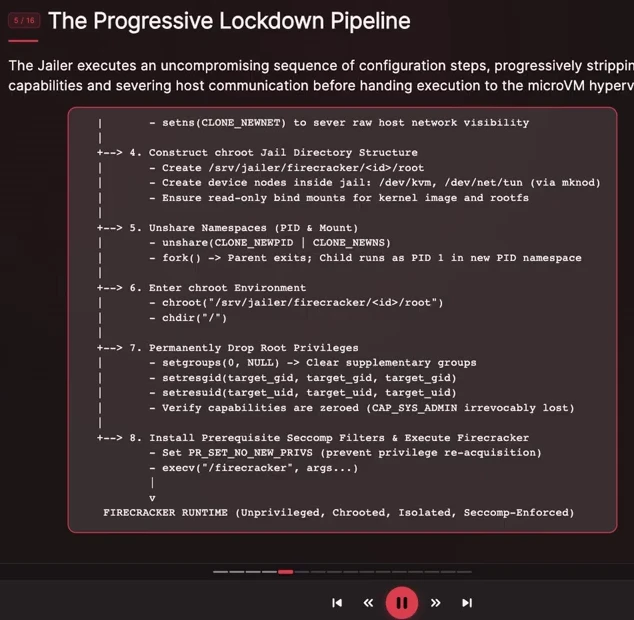 5 / 16
The Progressive Lockdown Pipeline
The Jailer executes an uncompromising sequence of configuration steps, progressively
capabilities and severing host communication before handing execution to the microVM
|       - setns(CLONE_NEWNET) to sever raw host network visibility
|
+--> 4. Construct chroot Jail Directory Structure
|       - Create /srv/jailer/firecracker/<id>/root
|       - Create device nodes inside jail: /dev/kvm, /dev/net/tun (via mknod)
|       - Ensure read-only bind mounts for kernel image and rootfs
|
+--> 5. Unshare Namespaces (PID & Mount)
|       - unshare(CLONE_NEWPID | CLONE_NEWNS)
|       - fork() -> Parent exits; Child runs as PID 1 in new PID namespace
|
+--> 6. Enter chroot Environment
|       - chroot("/srv/jailer/firecracker/<id>/root")
|       - chdir("/")
|
+--> 7. Permanently Drop Root Privileges
|       - setgroups(0, NULL) -> Clear supplementary groups
|       - setresgid(target_gid, target_gid, target_gid)
|       - setresuid(target_uid, target_uid, target_uid)
|       - Verify capabilities are zeroed (CAP_SYS_ADMIN irrevocably lost)
|
+--> 8. Install Prerequisite Seccomp Filters & Execute Firecracker
        - Set PR_SET_NO_NEW_PRIVS (prevent privilege re-acquisition)
        - execv("/firecracker", args...)
        |
        v
FIRECRACKER RUNTIME (Unprivileged, Chrooted, Isolated, Seccomp-Enforced)